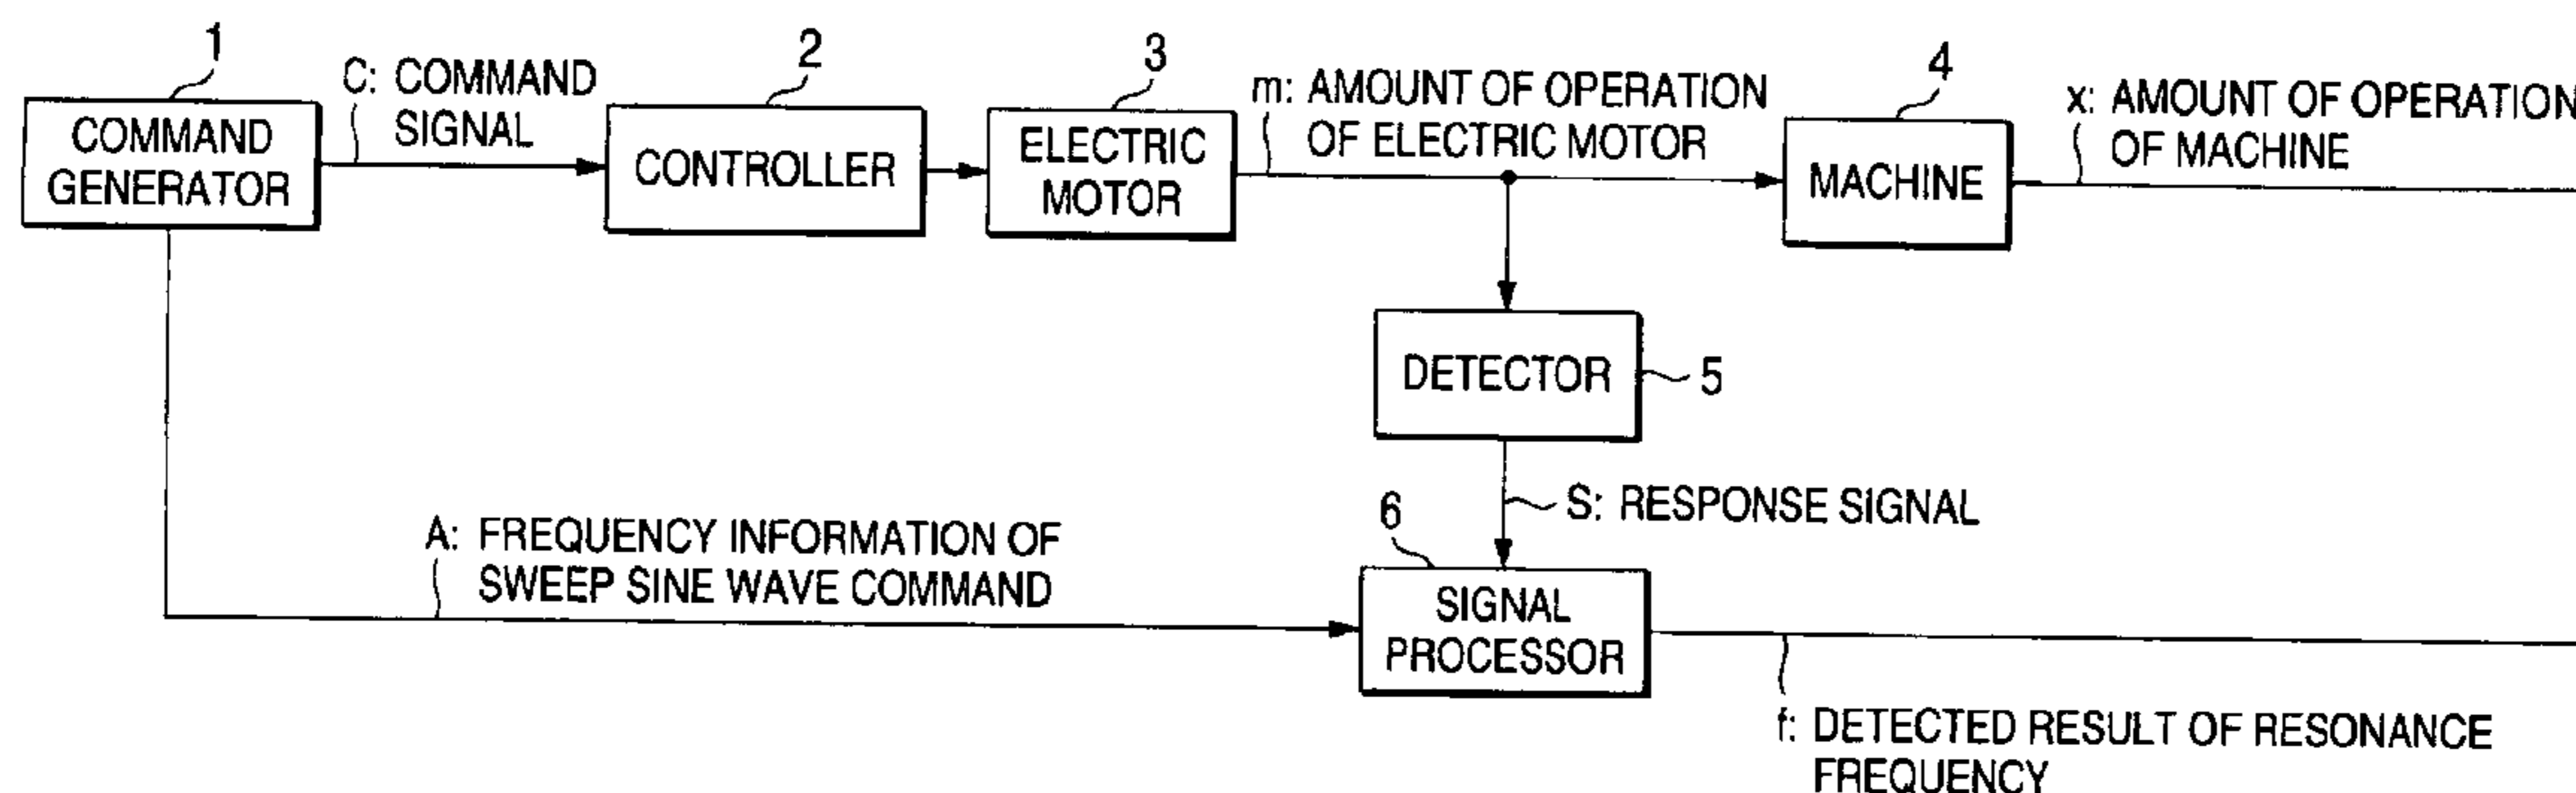 1
2
3
4
C: COMMAND
SIGNAL
m: AMOUNT OF OPERATION
OF ELECTRIC MOTOR
x: AMOUNT OF OPERATION
OF MACHINE
COMMAND
GENERATOR
CONTROLLER
ELECTRIC
MOTOR
MACHINE
DETECTOR
5
S: RESPONSE SIGNAL
6
A: FREQUENCY INFORMATION OF
SWEEP SINE WAVE COMMAND
SIGNAL
PROCESSOR
f: DETECTED RESULT OF RESONANCE
FREQUENCY